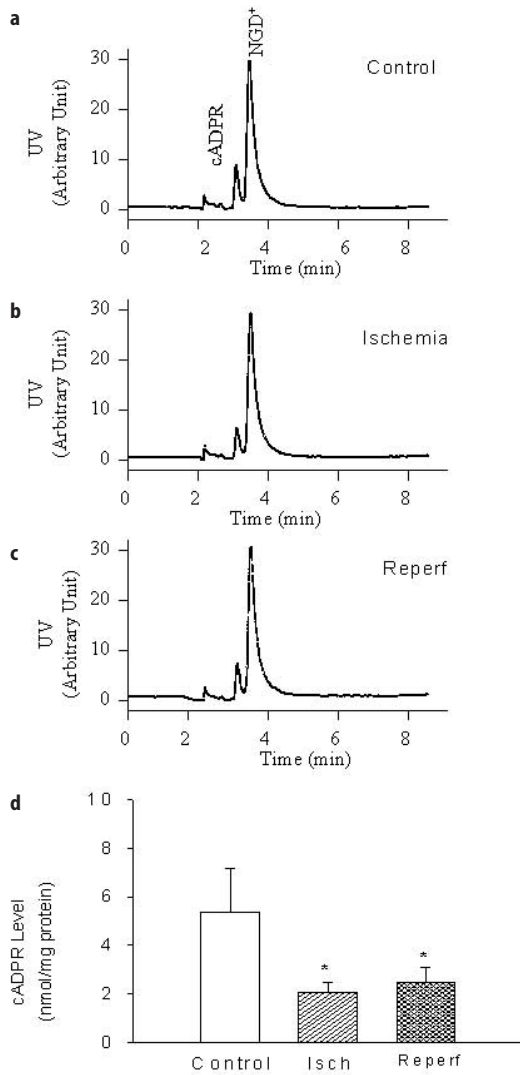 a
NGD⁺
cADPR
Control
UV
(Arbitrary Unit)
30
20
10
0
0 2 4 6 8
Time (min)
b
Ischemia
UV
(Arbitrary Unit)
30
20
10
0
0 2 4 6 8
Time (min)
c
Reperf
UV
(Arbitrary Unit)
30
20
10
0
0 2 4 6 8
Time (min)
d
cADPR Level
(nmol/mg protein)
10
8
6
4
2
0
* *
Control Isch Reperf